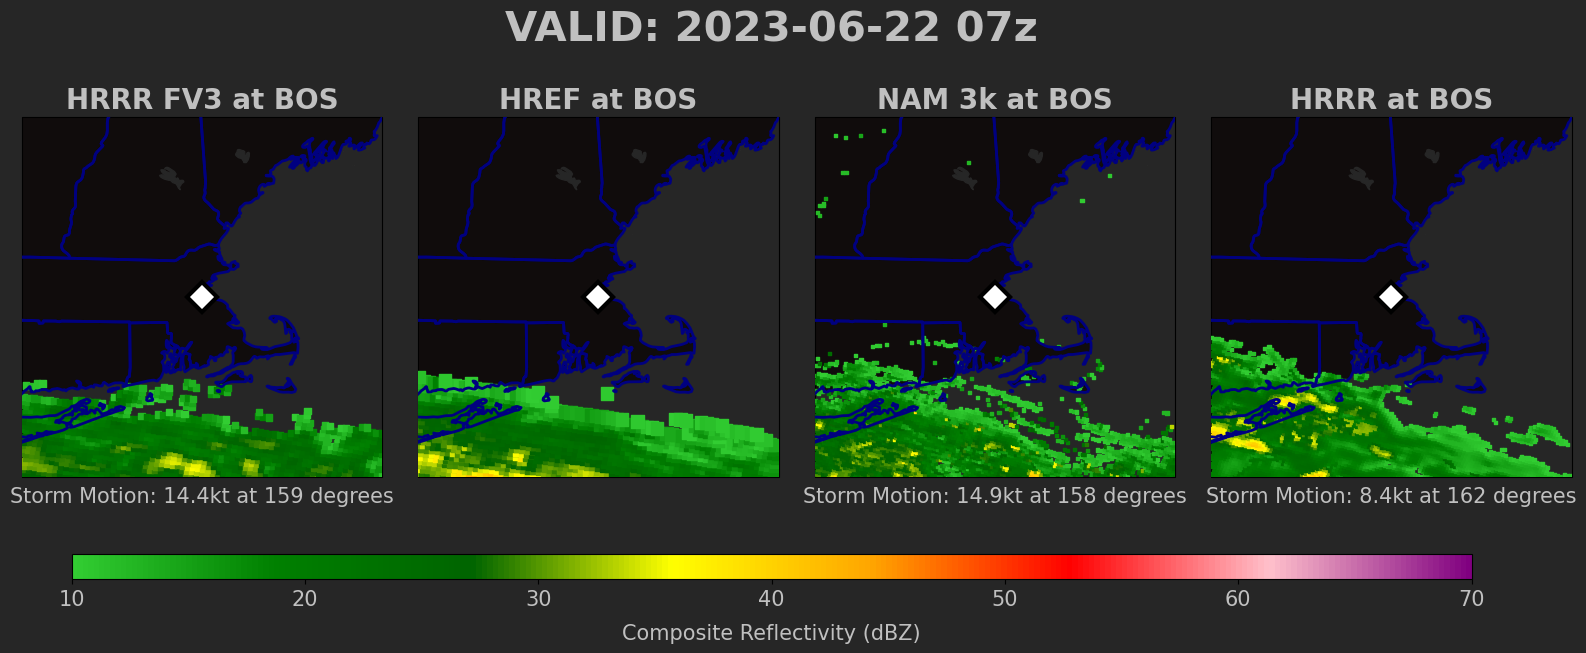 VALID: 2023-06-22 07z
HRRR FV3 at BOS
HREF at BOS
NAM 3k at BOS
HRRR at BOS
Storm Motion: 14.4kt at 159 degrees
Storm Motion: 14.9kt at 158 degrees
Storm Motion: 8.4kt at 162 degrees
10 20 30 40 50 60 70
Composite Reflectivity (dBZ)